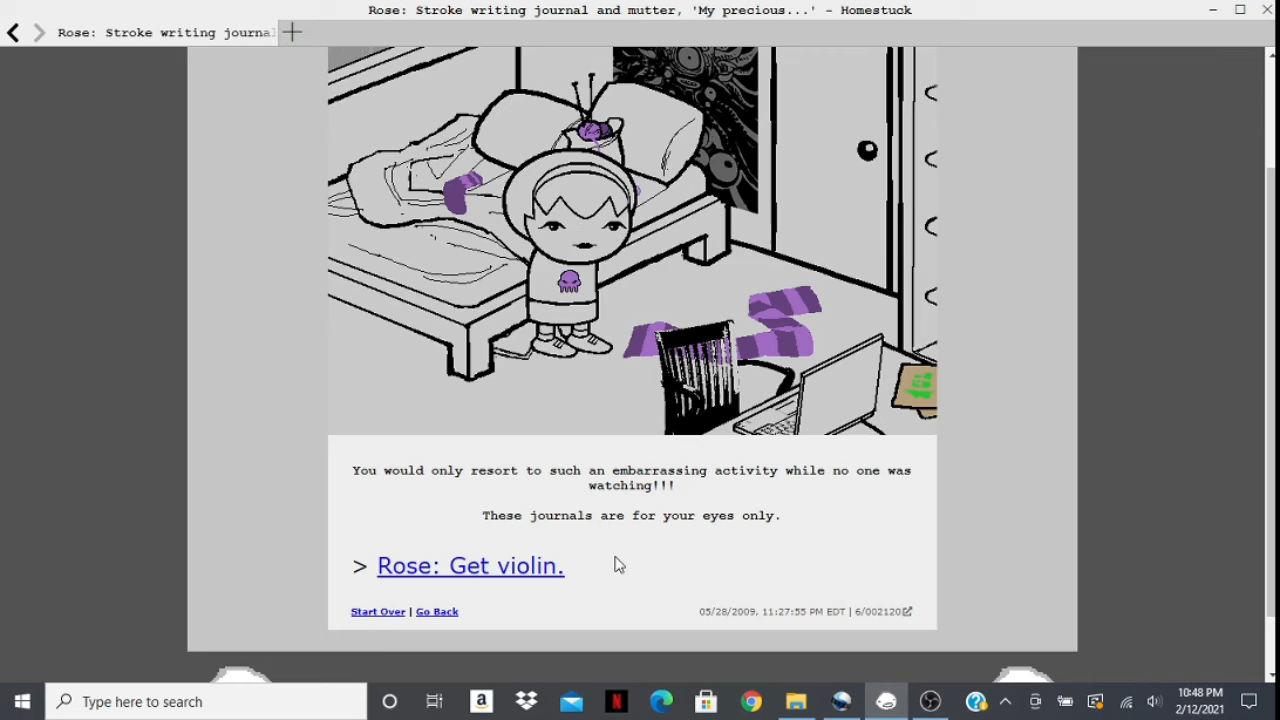 Rose: Stroke writing journal and mutter, 'My precious...' - Homestuck
Rose: Stroke writing journa
You would only resort to such an embarrassing activity while no one was
watching!!!
These journals are for your eyes only.
> Rose: Get violin.
Start Over | Go Back
05/28/2009, 11:27:55 PM EDT | 6/002120
Type here to search
10:48 PM
2/12/2021